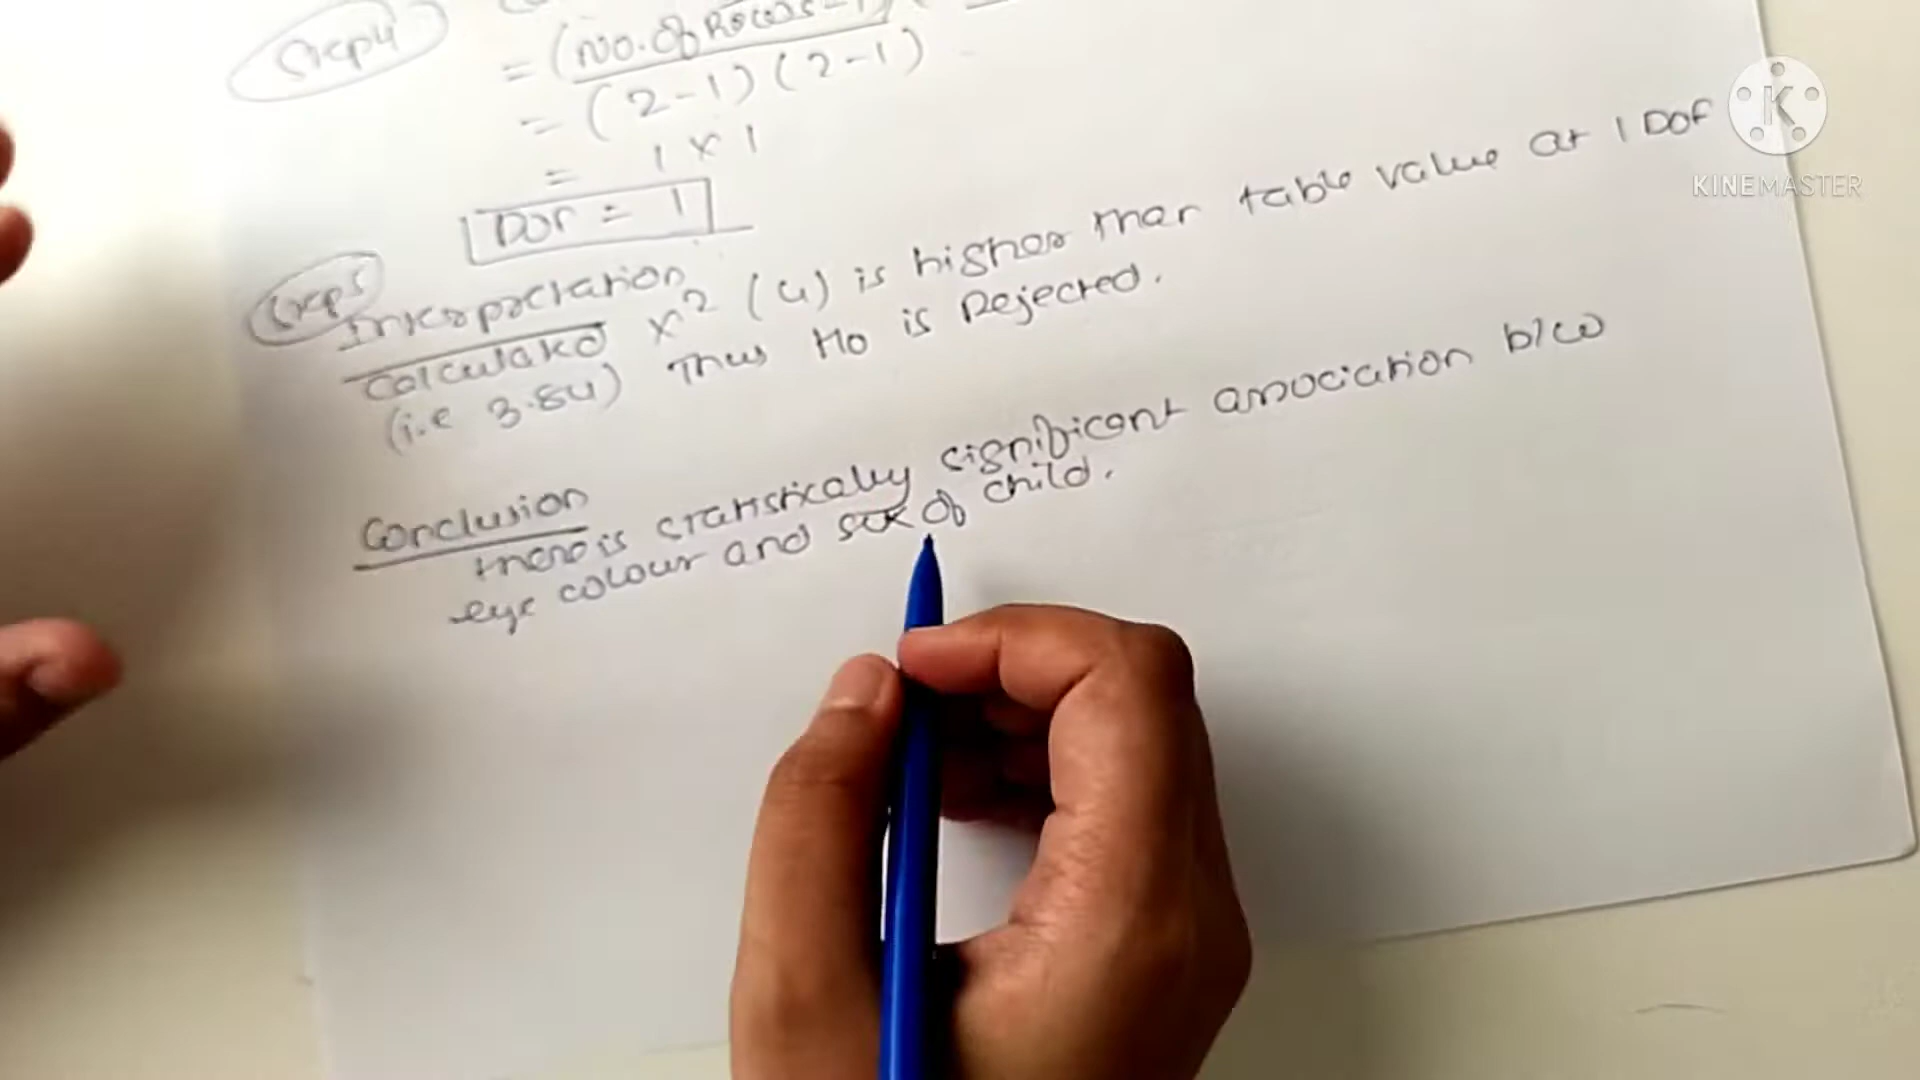 Step4
= (No. of Rows-1)
= (2-1) (2-1)
= 1 x 1
DOF = 1
Step5
Interpretation
Calculated x² (4) is higher than table value at 1 DOF
(i.e 3.84) Thus Ho is Rejected.
Conclusion
there is statistically significant association b/w
eye colour and sex of child.
K
KINEMASTER